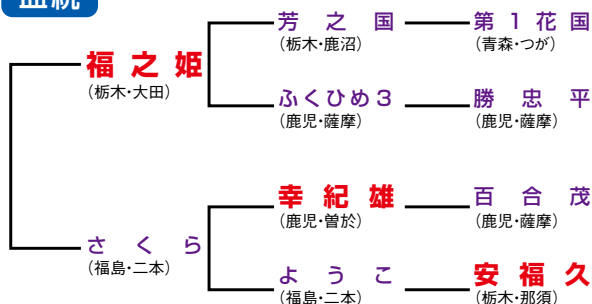 芳之国
(栃木・鹿沼)
第1花国
(青森・つが)
福之姫
(栃木・大田)
ふくひめ3
(鹿児・薩摩)
勝忠平
(鹿児・薩摩)
幸紀雄
(鹿児・曽於)
百合茂
(鹿児・薩摩)
さくら
(福島・二本)
ようこ
(福島・二本)
安福久
(栃木・那須)